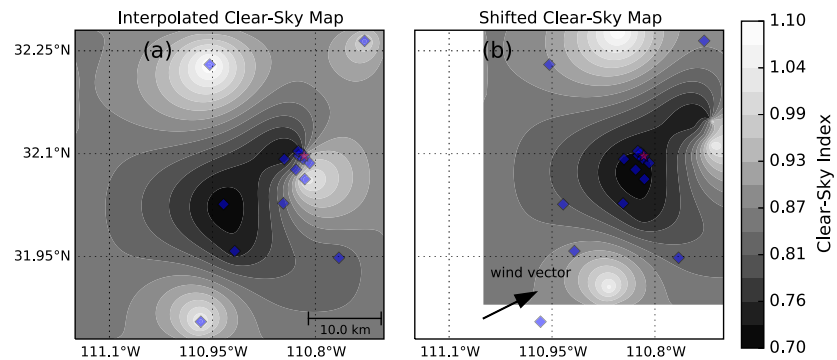 Interpolated Clear-Sky Map
Shifted Clear-Sky Map
(a)
(b)
32.25°N
32.1°N
31.95°N
10.0 km
wind vector
111.1°W
110.95°W
110.8°W
111.1°W
110.95°W
110.8°W
1.10
1.04
0.99
0.93
0.87
0.81
0.76
0.70
Clear-Sky Index